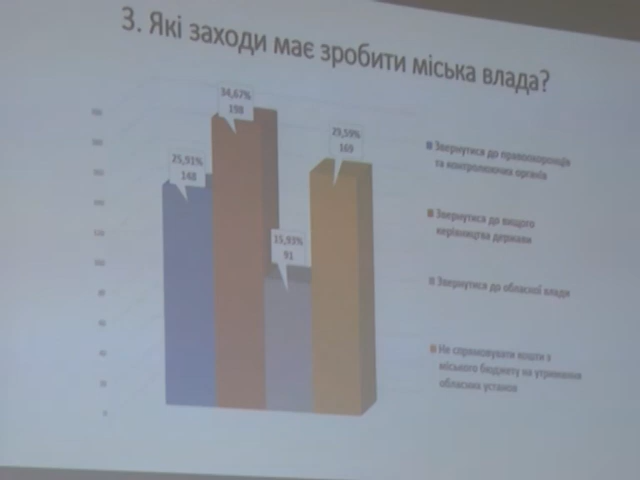 3. Які заходи має зробити міська влада?
34,67%
198
29,59%
169
25,91%
148
15,93%
91
Звернутися до правоохоронців
та контролюючих органів
Звернутися до вищого
керівництва держави
Звернутися до обласної влади
Не спрямовувати кошти з
міського бюджету на утримання
обласних установ